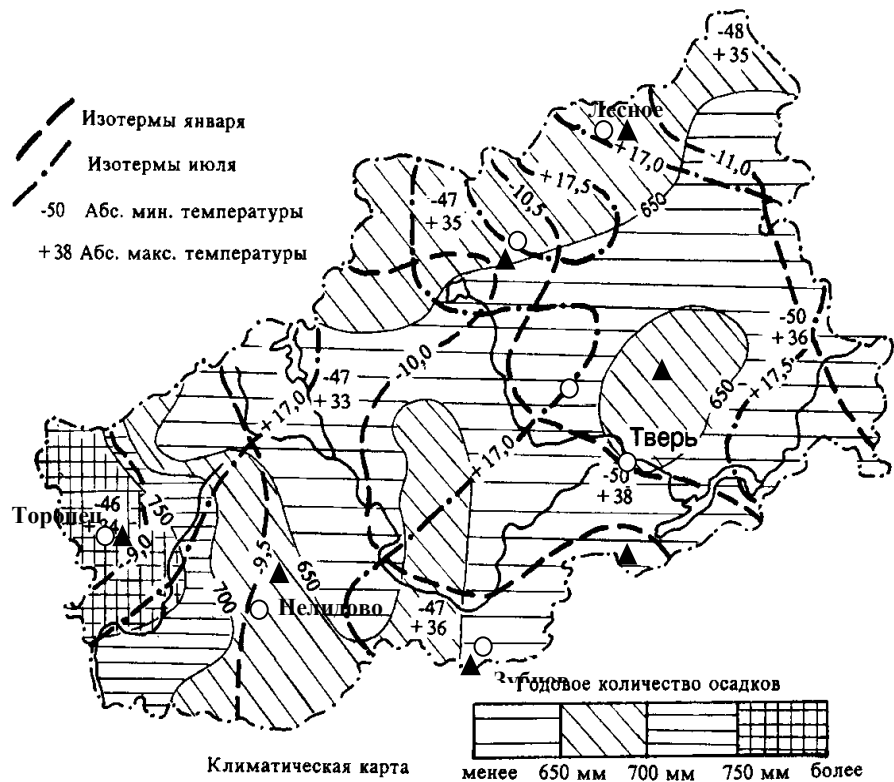 -48
+35
Лесное
Изотермы января
Изотермы июля
-50 Абс. мин. температуры
+38 Абс. макс. температуры
+17,0
-11,0
-47
+35
-10,5
+17,5
650
-50
+36
-10,0
650
+17,5
+17,0
-47
+33
Тверь
+17,0
-50
+38
750
-46
Торопец
-9,0
-9,5
650
700
Нелидово
-47
+36
Зубцов
Годовое количество осадков
Климатическая карта
менее 650 мм 700 мм 750 мм более